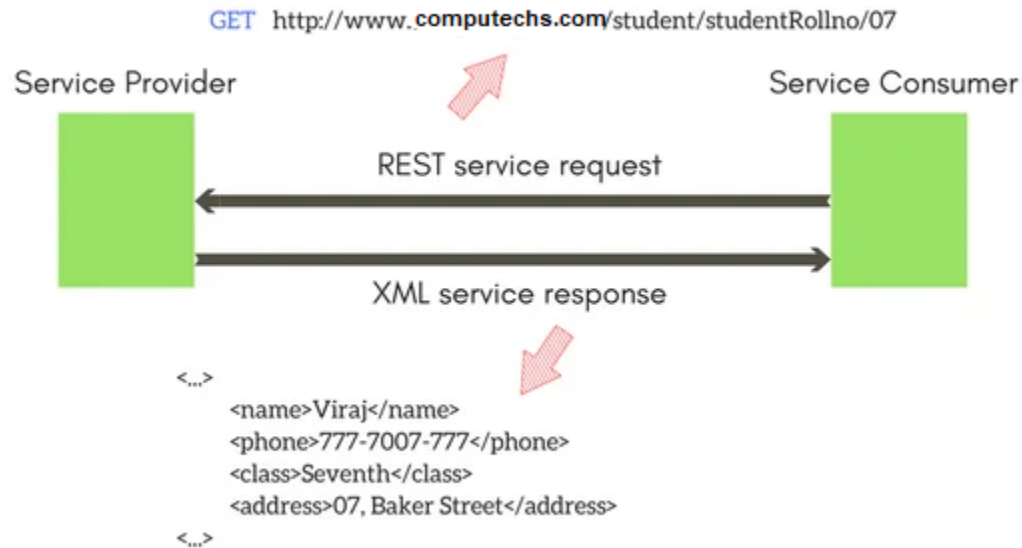 GET http://www..computechs.com/student/studentRollno/07
Service Provider
Service Consumer
REST service request
XML service response
<...>
<name>Viraj</name>
<phone>777-7007-777</phone>
<class>Seventh</class>
<address>07, Baker Street</address>
<...>